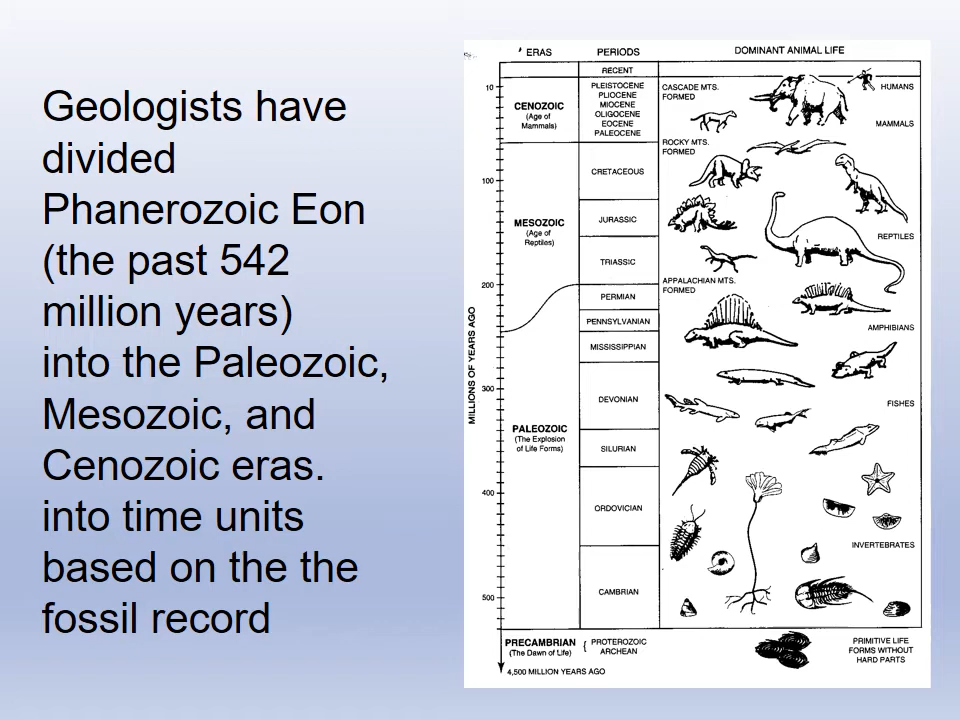 Geologists have
divided
Phanerozoic Eon
(the past 542
million years)
into the Paleozoic,
Mesozoic, and
Cenozoic eras.
into time units
based on the the
fossil record
ERAS
PERIODS
DOMINANT ANIMAL LIFE
MILLIONS OF YEARS AGO
10
100
200
300
400
500
CENOZOIC
(Age of
Mammals)
MESOZOIC
(Age of
Reptiles)
PALEOZOIC
(The Explosion
of Life Forms)
RECENT
PLEISTOCENE
PLIOCENE
MIOCENE
OLIGOCENE
EOCENE
PALEOCENE
CRETACEOUS
JURASSIC
TRIASSIC
PERMIAN
PENNSYLVANIAN
MISSISSIPPIAN
DEVONIAN
SILURIAN
ORDOVICIAN
CAMBRIAN
CASCADE MTS.
FORMED
HUMANS
MAMMALS
ROCKY MTS.
FORMED
REPTILES
APPALACHIAN MTS.
FORMED
AMPHIBIANS
FISHES
INVERTEBRATES
PRECAMBRIAN
(The Dawn of Life)
{ PROTEROZOIC
ARCHEAN
PRIMITIVE LIFE
FORMS WITHOUT
HARD PARTS
4,500 MILLION YEARS AGO